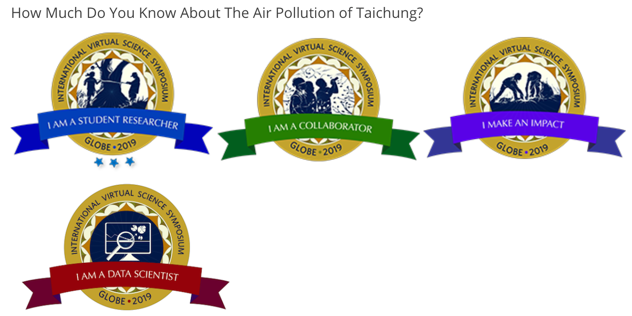 How Much Do You Know About The Air Pollution of Taichung?
INTERNATIONAL VIRTUAL SCIENCE SYMPOSIUM
I AM A STUDENT RESEARCHER
GLOBE • 2019
INTERNATIONAL VIRTUAL SCIENCE SYMPOSIUM
I AM A COLLABORATOR
GLOBE • 2019
INTERNATIONAL VIRTUAL SCIENCE SYMPOSIUM
I MAKE AN IMPACT
GLOBE • 2019
INTERNATIONAL VIRTUAL SCIENCE SYMPOSIUM
I AM A DATA SCIENTIST
GLOBE • 2019